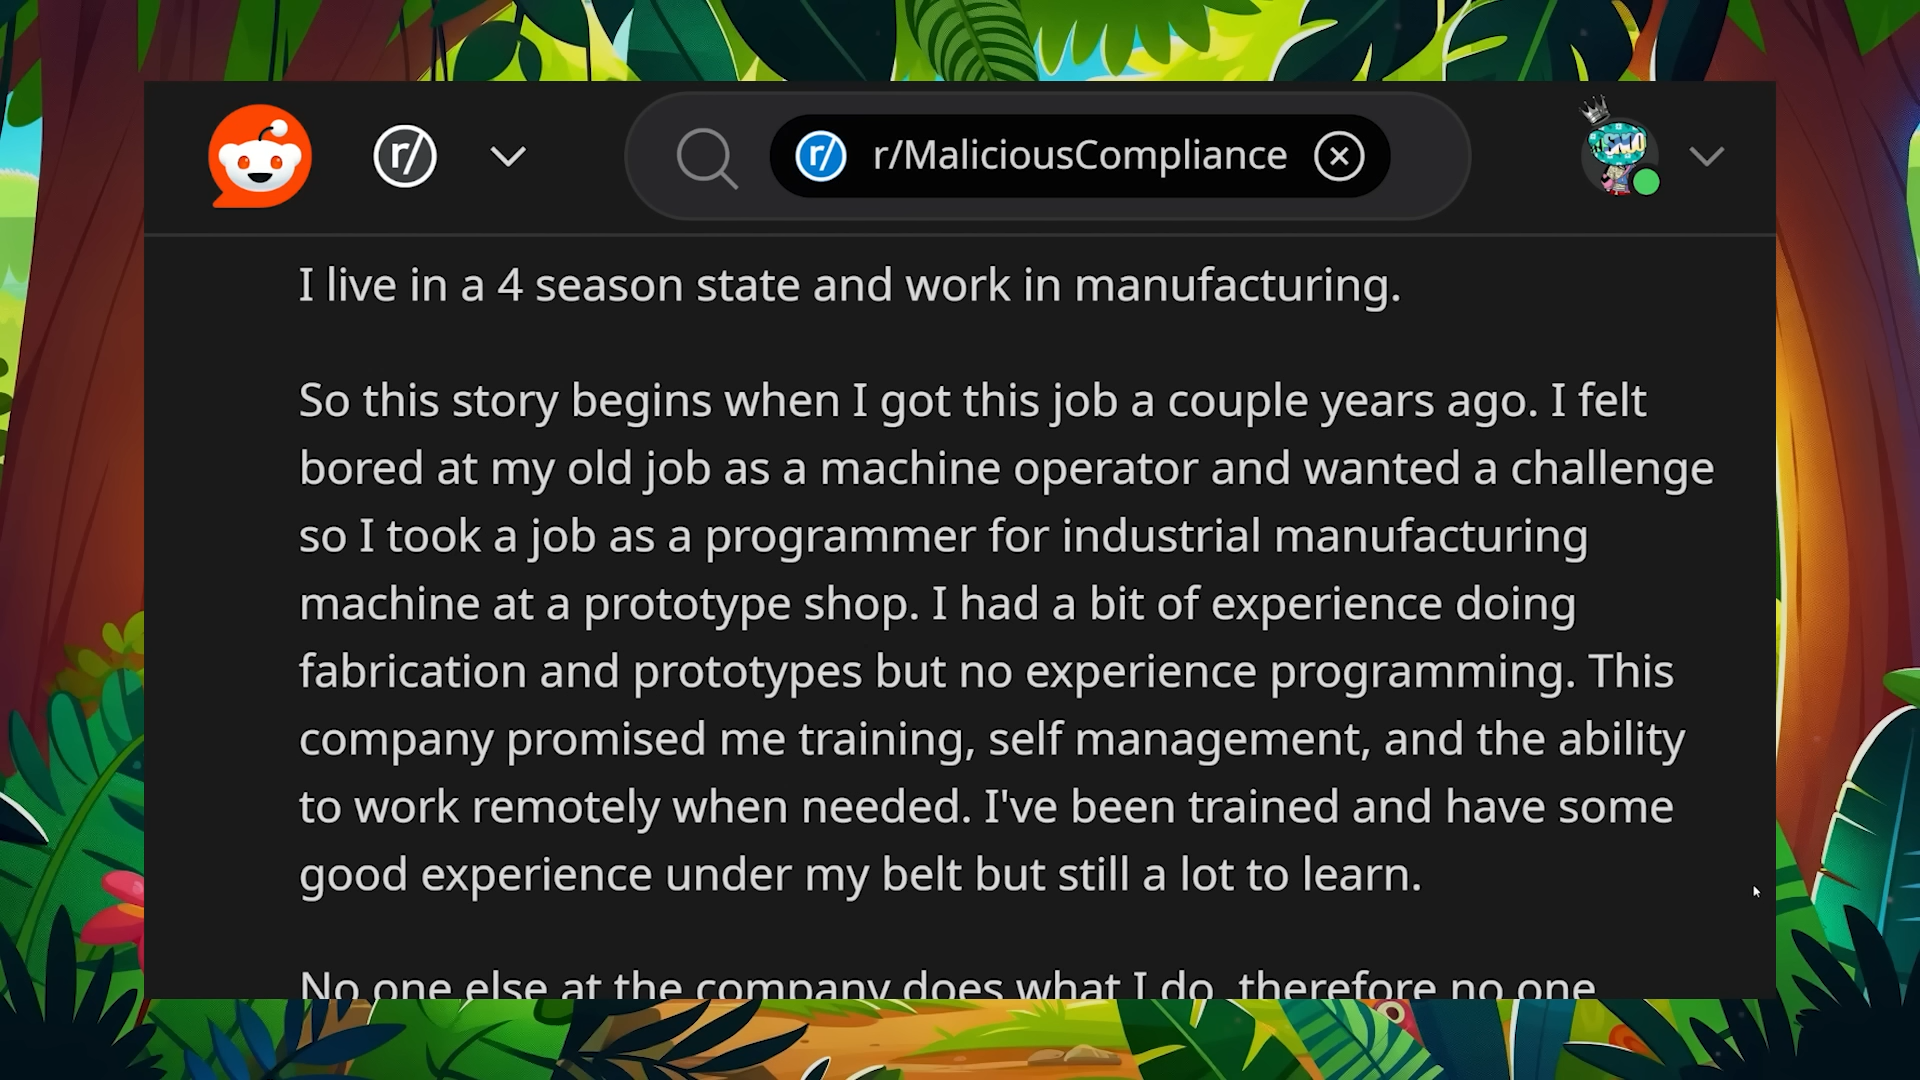 r/ r/ r/MaliciousCompliance
I live in a 4 season state and work in manufacturing.
So this story begins when I got this job a couple years ago. I felt
bored at my old job as a machine operator and wanted a challenge
so I took a job as a programmer for industrial manufacturing
machine at a prototype shop. I had a bit of experience doing
fabrication and prototypes but no experience programming. This
company promised me training, self management, and the ability
to work remotely when needed. I've been trained and have some
good experience under my belt but still a lot to learn.
No one else at the company does what I do, therefore no one